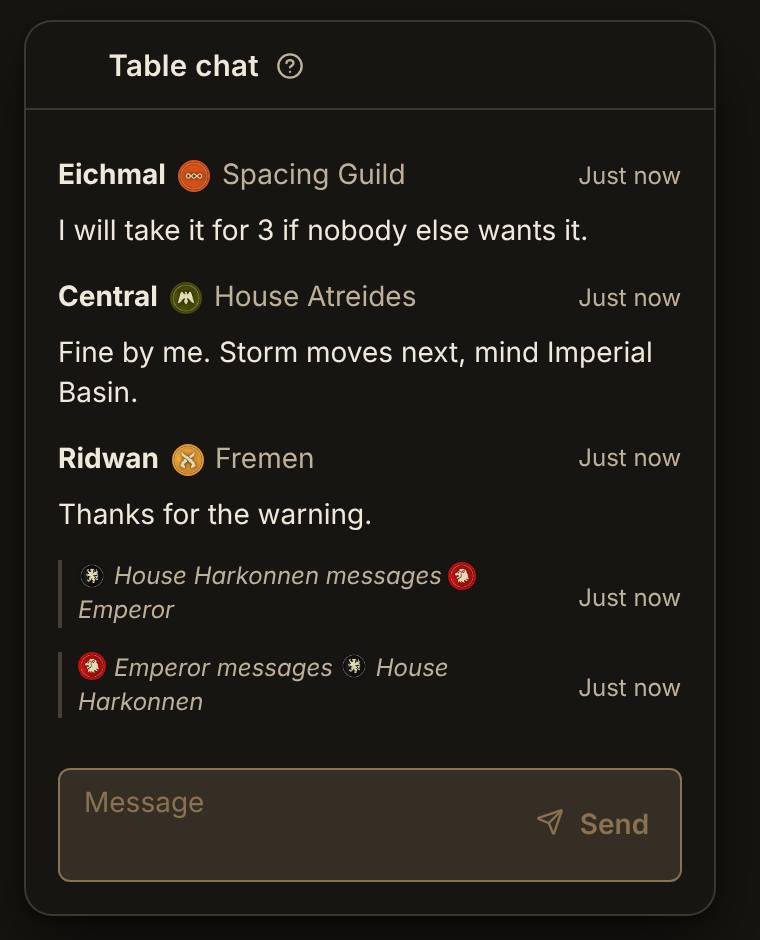 Table chat
Eichmal Spacing Guild Just now
I will take it for 3 if nobody else wants it.
Central House Atreides Just now
Fine by me. Storm moves next, mind Imperial
Basin.
Ridwan Fremen Just now
Thanks for the warning.
House Harkonnen messages
Emperor
Just now
Emperor messages House
Harkonnen
Just now
Message
Send